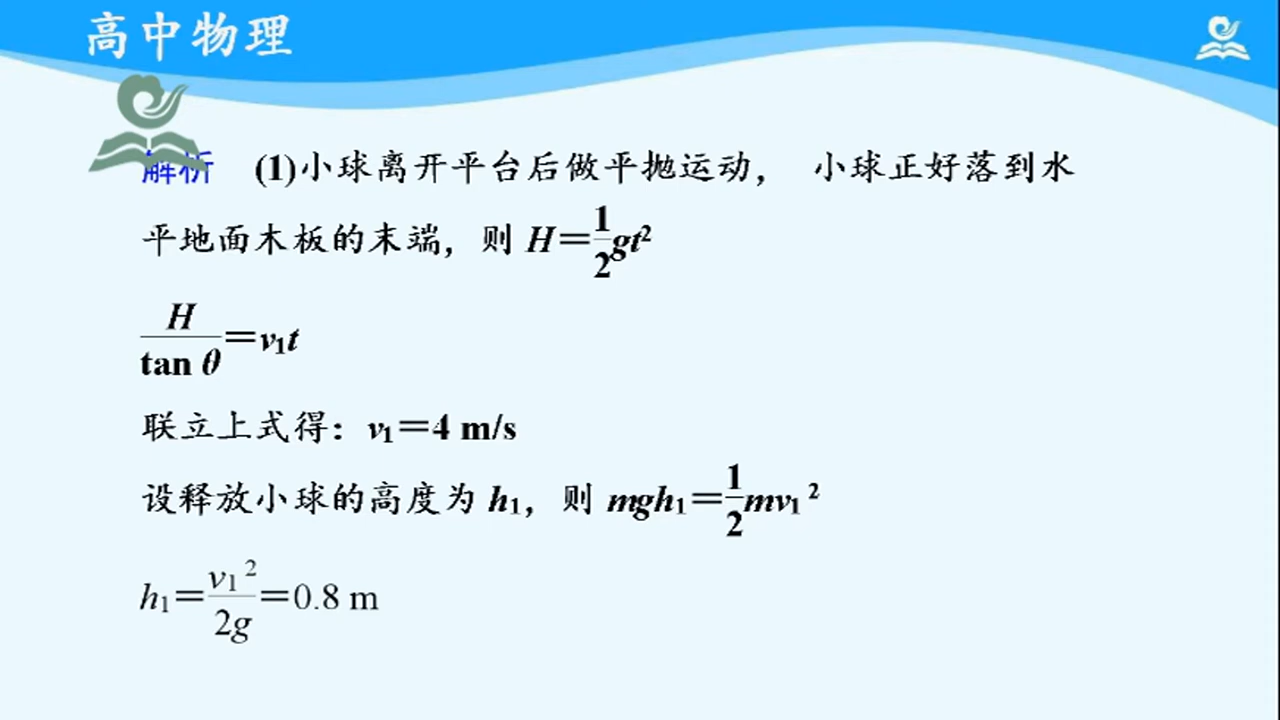 高中物理
解析 (1)小球离开平台后做平抛运动， 小球正好落到水
平地面木板的末端，则 H＝1/2gt²
H/tan θ＝v₁t
联立上式得：v₁＝4 m/s
设释放小球的高度为 h₁，则 mgh₁＝1/2mv₁²
h₁＝v₁²/2g＝0.8 m